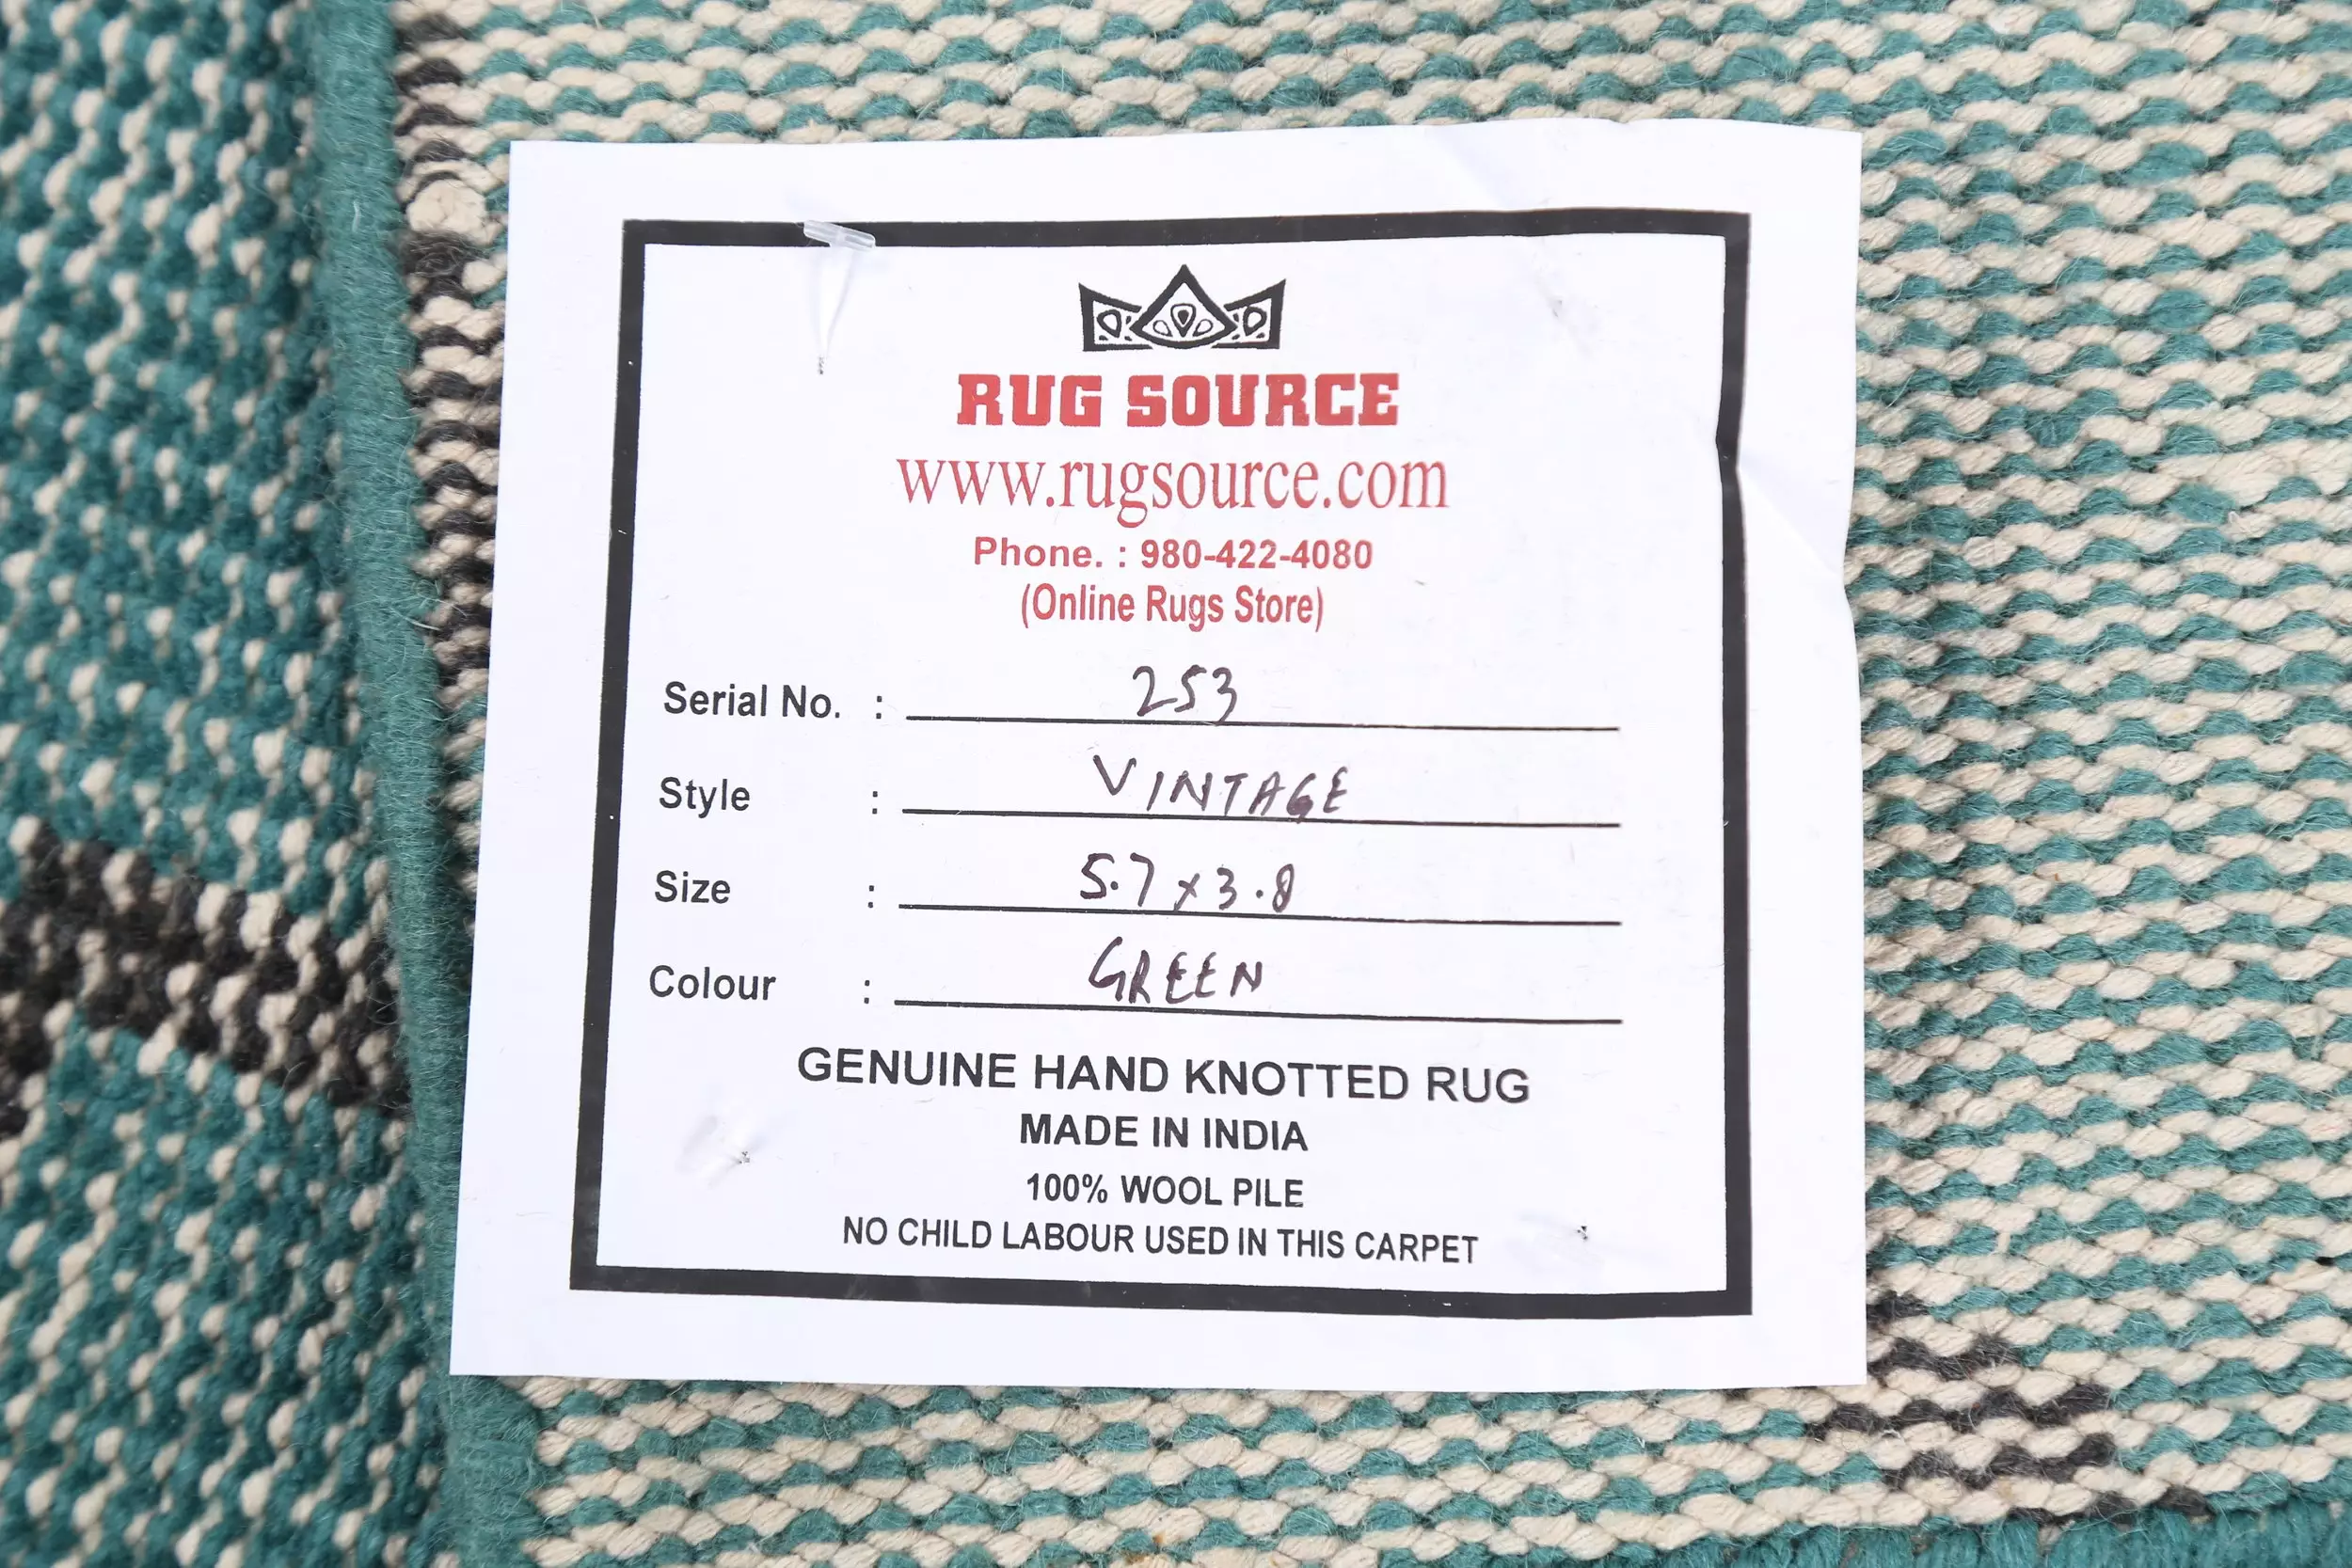 RUG SOURCE
www.rugsource.com
Phone. : 980-422-4080
(Online Rugs Store)
Serial No. : 253
Style : VINTAGE
Size : 5.7 x 3.8
Colour : GREEN
GENUINE HAND KNOTTED RUG
MADE IN INDIA
100% WOOL PILE
NO CHILD LABOUR USED IN THIS CARPET